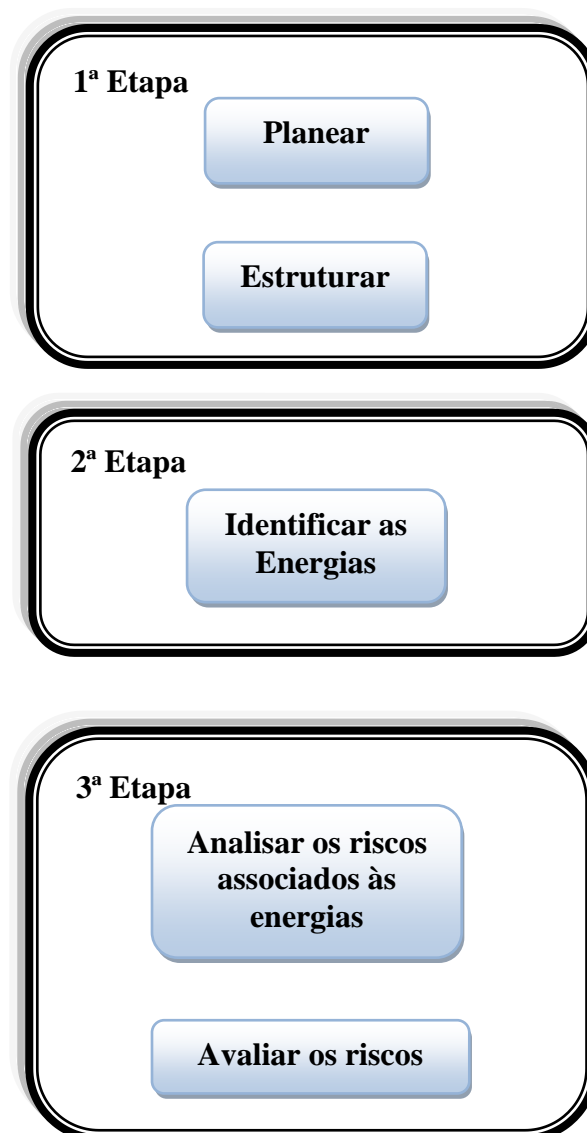 1ª Etapa
Planear
Estruturar
2ª Etapa
Identificar as
Energias
3ª Etapa
Analisar os riscos
associados às
energias
Avaliar os riscos